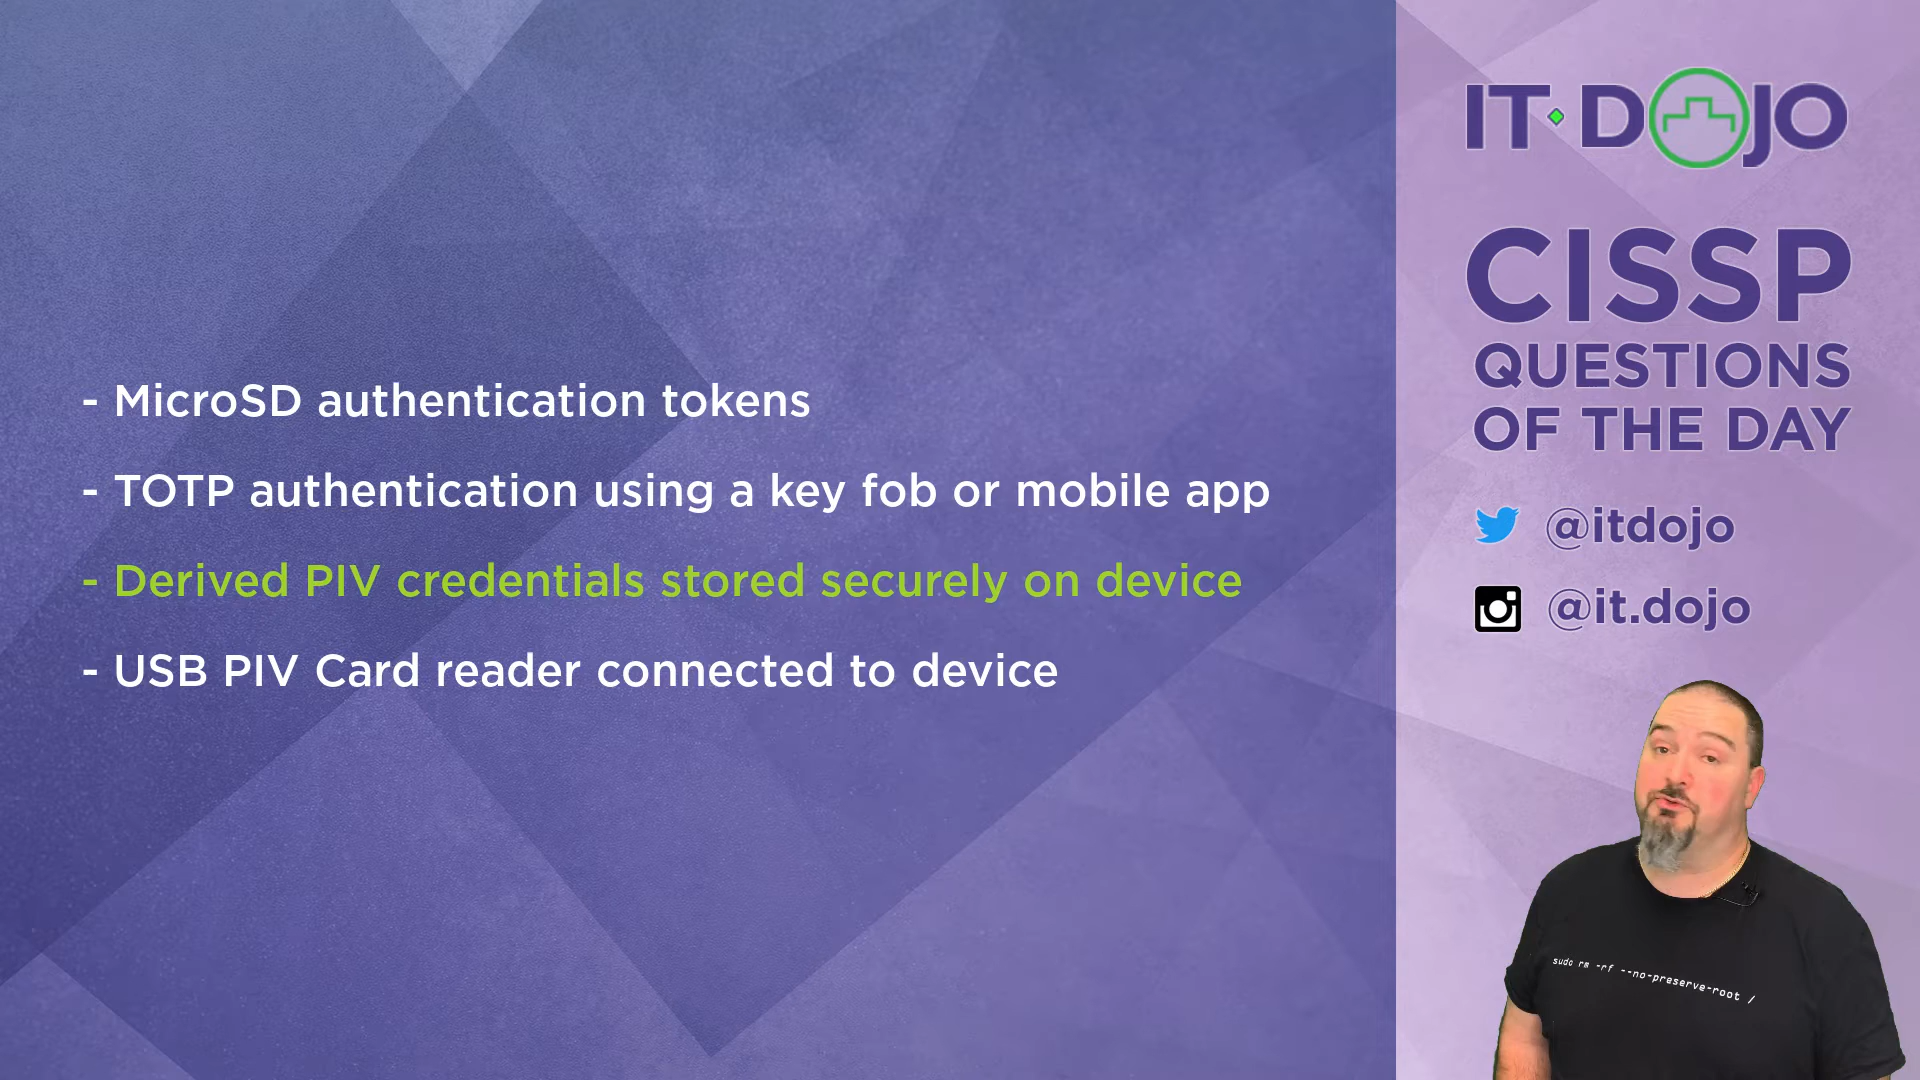 - MicroSD authentication tokens
- TOTP authentication using a key fob or mobile app
- Derived PIV credentials stored securely on device
- USB PIV Card reader connected to device
IT DOJO
CISSP
QUESTIONS
OF THE DAY
@itdojo
@it.dojo
sudo rm -rf --no-preserve-root /